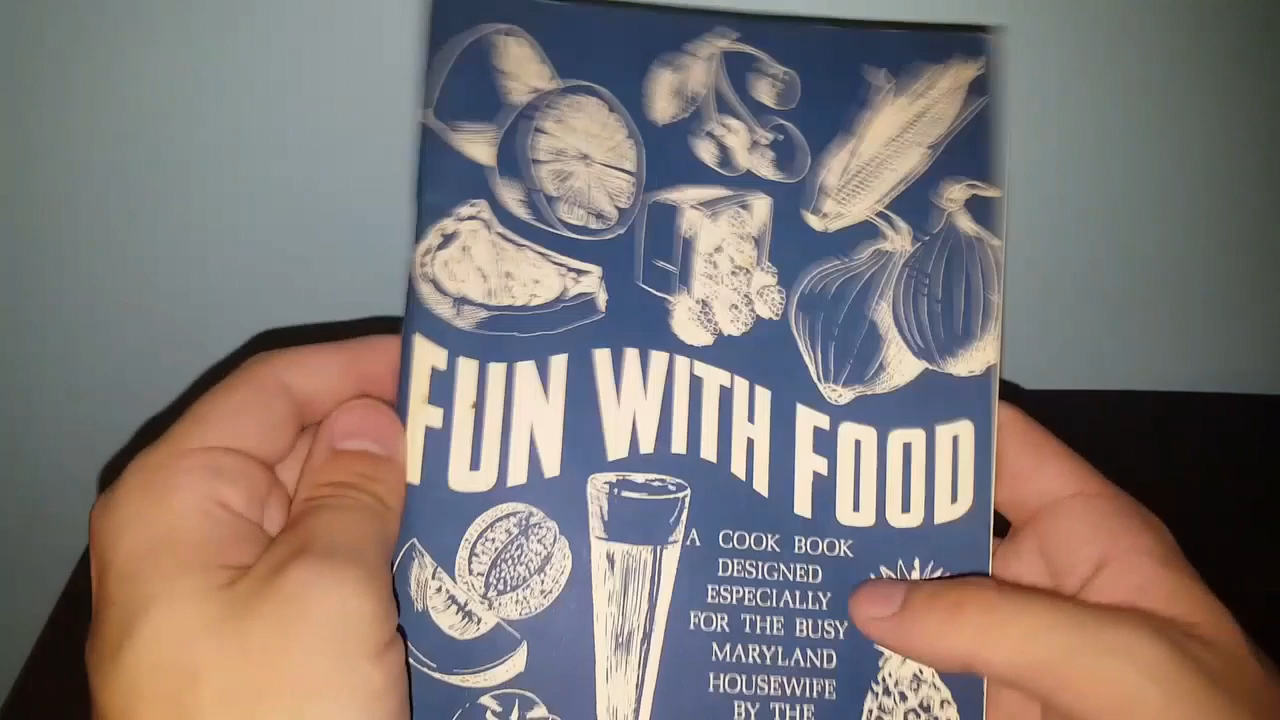 FUN WITH FOOD
A COOK BOOK
DESIGNED
ESPECIALLY
FOR THE BUSY
MARYLAND
HOUSEWIFE
BY THE